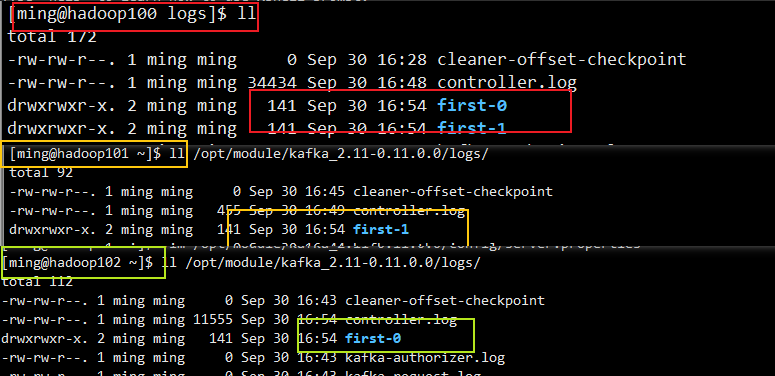 [ming@hadoop100 logs]$ ll
total 172
-rw-rw-r--. 1 ming ming 0 Sep 30 16:28 cleaner-offset-checkpoint
-rw-rw-r--. 1 ming ming 34434 Sep 30 16:48 controller.log
drwxrwxr-x. 2 ming ming 141 Sep 30 16:54 first-0
drwxrwxr-x. 2 ming ming 141 Sep 30 16:54 first-1
[ming@hadoop101 ~]$ ll /opt/module/kafka_2.11-0.11.0.0/logs/
total 92
-rw-rw-r--. 1 ming ming 0 Sep 30 16:45 cleaner-offset-checkpoint
-rw-rw-r--. 1 ming ming 455 Sep 30 16:49 controller.log
drwxrwxr-x. 2 ming ming 141 Sep 30 16:54 first-1
[ming@hadoop102 ~]$ ll /opt/module/kafka_2.11-0.11.0.0/logs/
total 112
-rw-rw-r--. 1 ming ming 0 Sep 30 16:43 cleaner-offset-checkpoint
-rw-rw-r--. 1 ming ming 11555 Sep 30 16:54 controller.log
drwxrwxr-x. 2 ming ming 141 Sep 30 16:54 first-0
-rw-rw-r--. 1 ming ming 0 Sep 30 16:43 kafka-authorizer.log
-rw-rw-r--. 1 ming ming 0 Sep 30 16:43 kafka-request.log